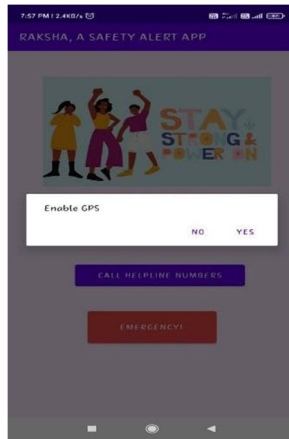 7:57 PM | 2.4KB/s
RAKSHA, A SAFETY ALERT APP
STAY
STRONG &
POWER ON
Enable GPS
NO YES
CALL HELPLINE NUMBERS
EMERGENCY!